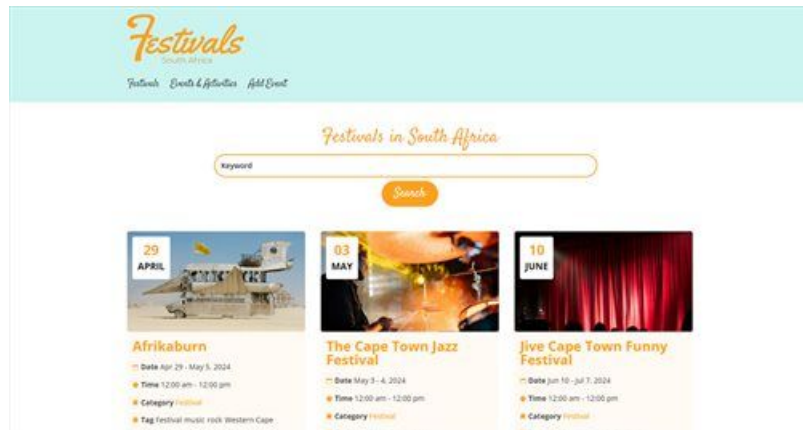 Festivals
South Africa
Festivals Events & Activities Add Event
Festivals in South Africa
Keyword
Search
29
APRIL
03
MAY
10
JUNE
Afrikaburn
Date Apr 29 - May 5, 2024
Time 12:00 am - 12:00 pm
Category Festival
Tag Festival music rock Western Cape
The Cape Town Jazz
Festival
Date May 3 - 4, 2024
Time 12:00 am - 12:00 pm
Category Festival
Jive Cape Town Funny
Festival
Date Jun 10 - Jul 7, 2024
Time 12:00 am - 12:00 pm
Category Festival